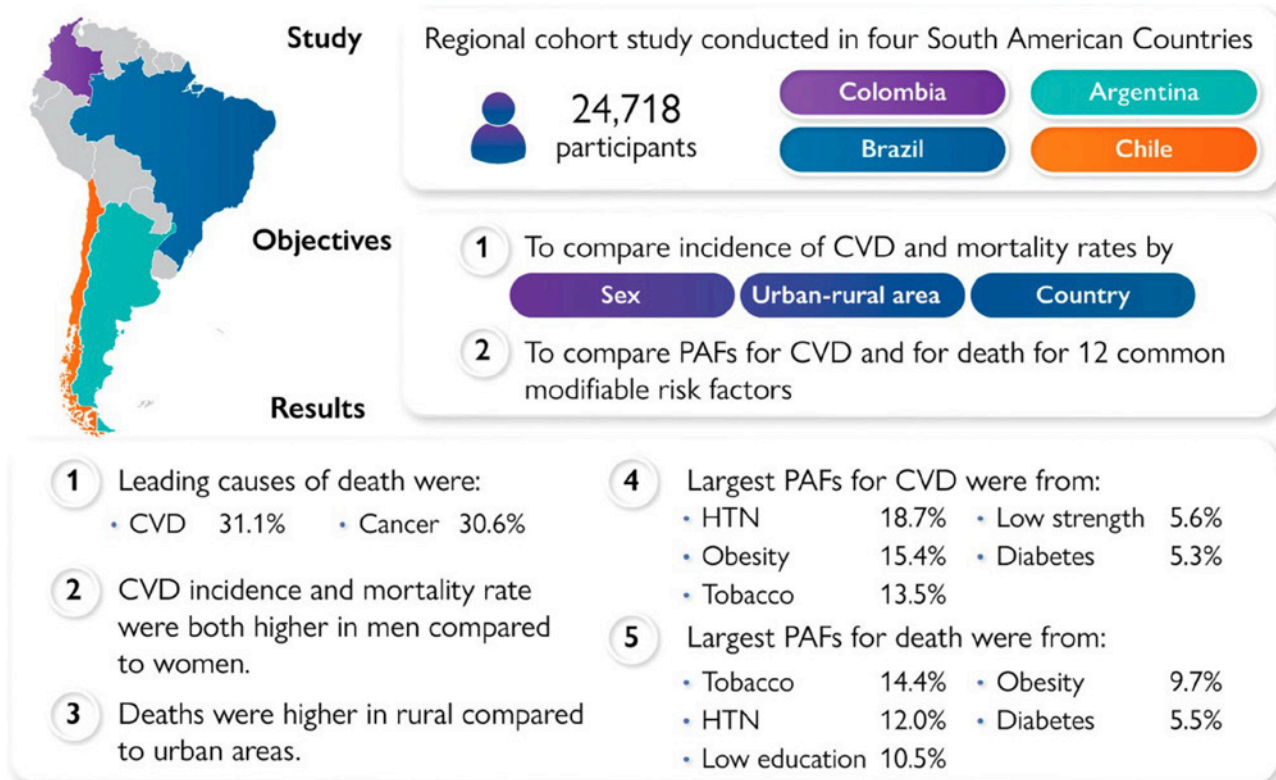 Study
Regional cohort study conducted in four South American Countries
24,718
participants
Colombia
Argentina
Brazil
Chile
Objectives
1 To compare incidence of CVD and mortality rates by
Sex
Urban-rural area
Country
2 To compare PAFs for CVD and for death for 12 common
modifiable risk factors
Results
1 Leading causes of death were:
• CVD 31.1% • Cancer 30.6%
2 CVD incidence and mortality rate
were both higher in men compared
to women.
3 Deaths were higher in rural compared
to urban areas.
4 Largest PAFs for CVD were from:
• HTN 18.7% • Low strength 5.6%
• Obesity 15.4% • Diabetes 5.3%
• Tobacco 13.5%
5 Largest PAFs for death were from:
• Tobacco 14.4% • Obesity 9.7%
• HTN 12.0% • Diabetes 5.5%
• Low education 10.5%